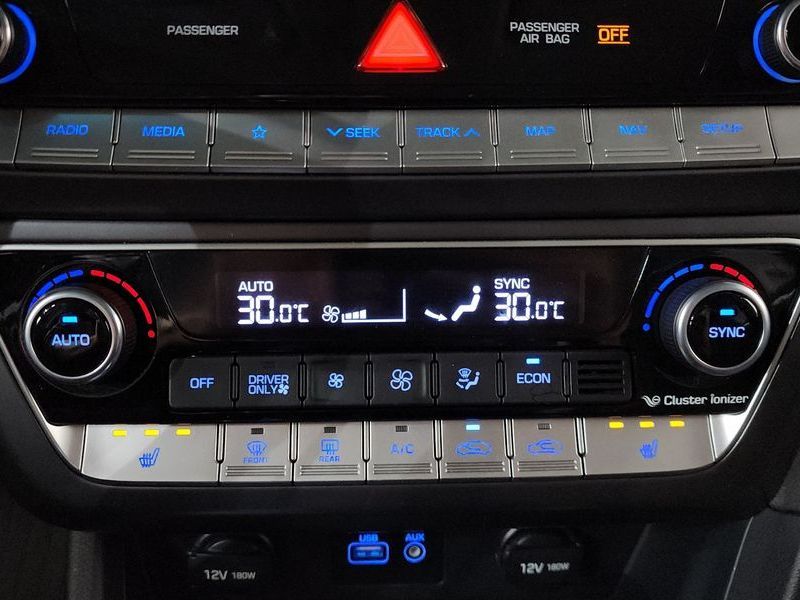 PASSENGER
PASSENGER
AIR BAG
OFF
RADIO
MEDIA
SEEK
TRACK
MAP
NAV
SETUP
AUTO
30.0°C
SYNC
30.0°C
AUTO
SYNC
OFF
DRIVER
ONLY
ECON
Cluster Ionizer
FRONT
REAR
A/C
USB
AUX
12V 180W
12V 180W